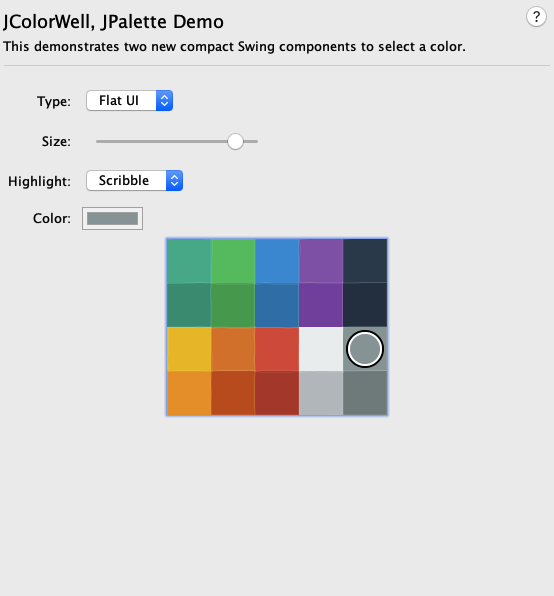 JColorWell, JPalette Demo
?
This demonstrates two new compact Swing components to select a color.
Type: Flat UI
Size:
Highlight: Scribble
Color: